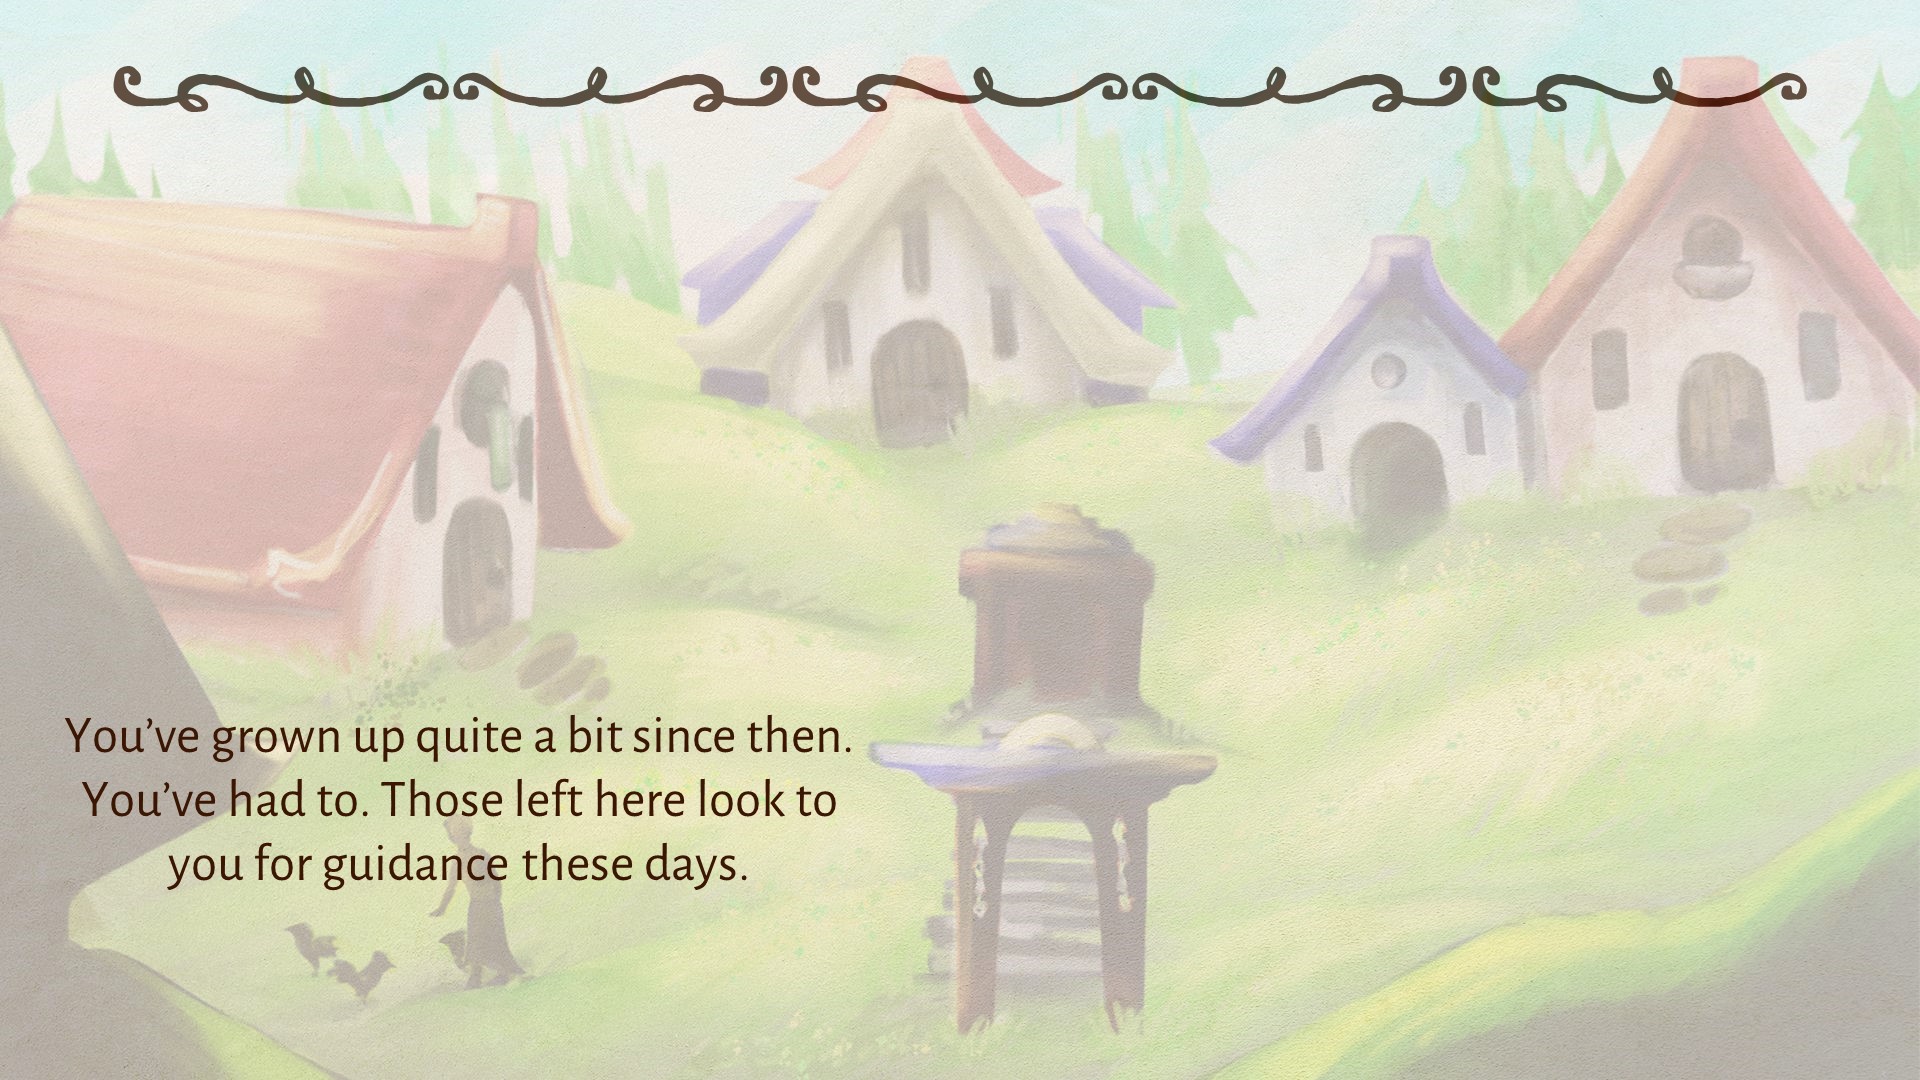 You’ve grown up quite a bit since then.
You’ve had to. Those left here look to
you for guidance these days.